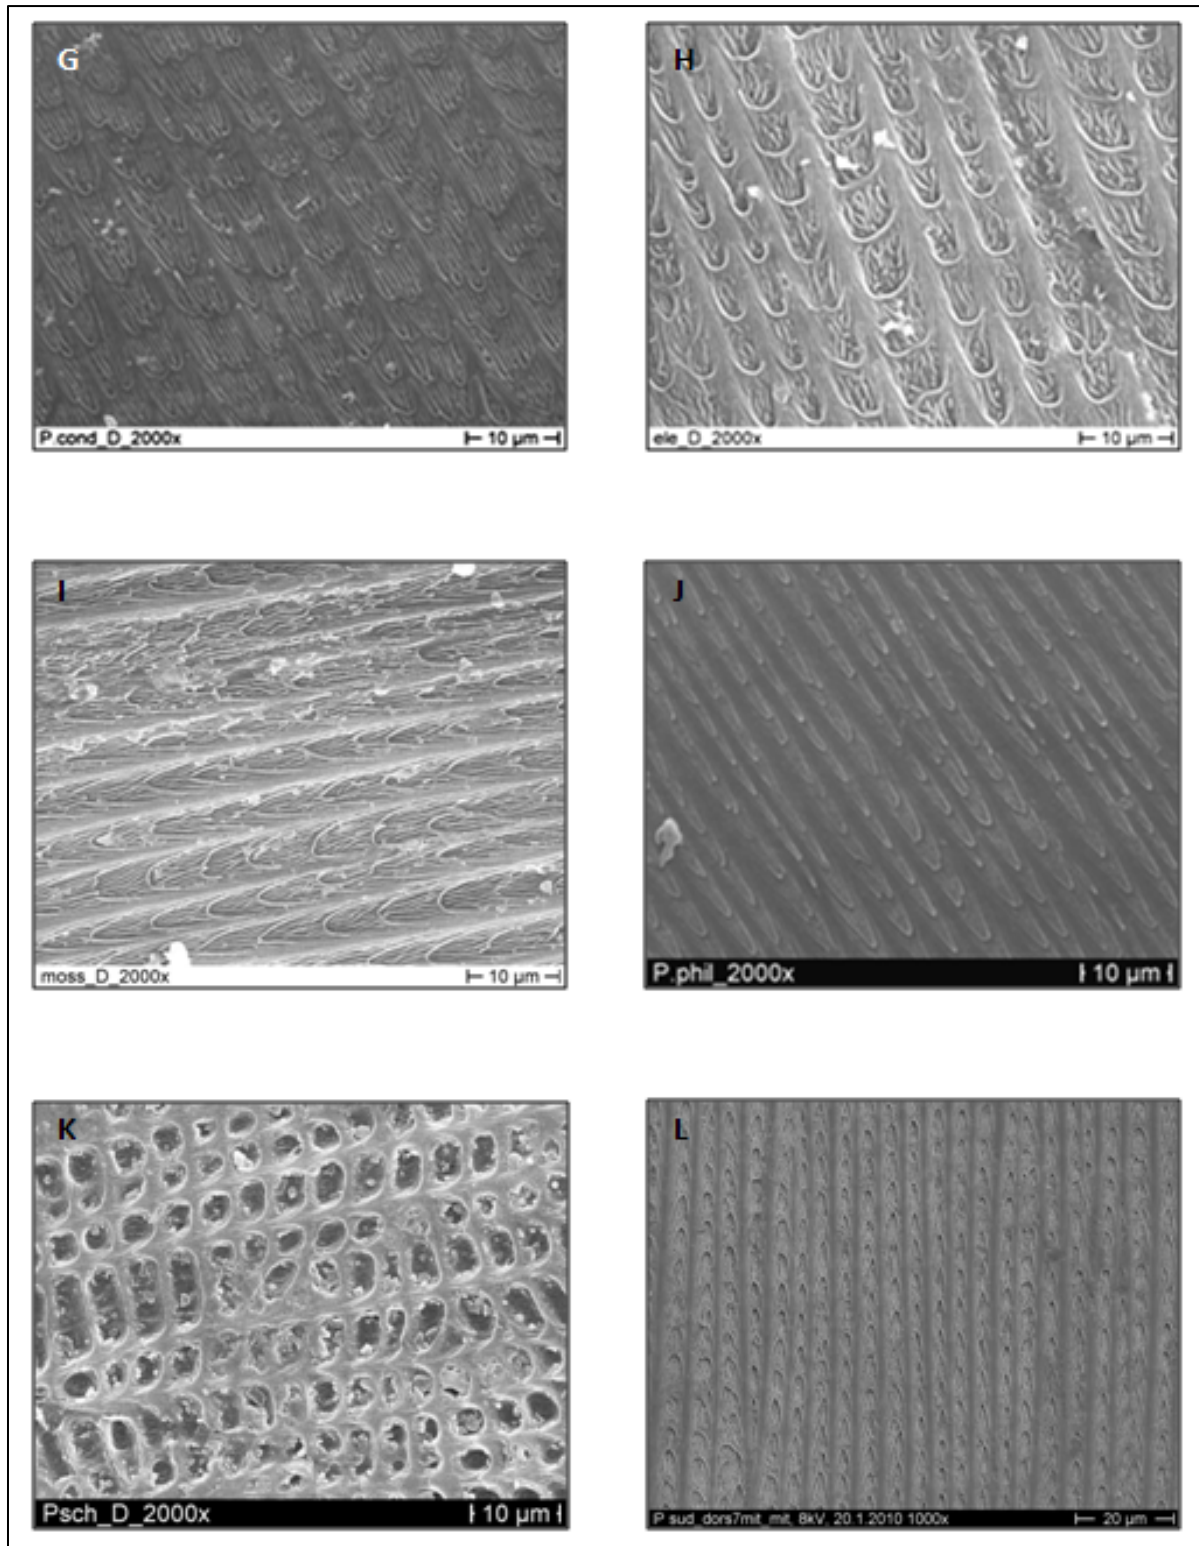 G
P.cond_D_2000x 10 µm
H
ele_D_2000x 10 µm
I
moss_D_2000x 10 µm
J
P.phil_2000x 10 µm
K
Psch_D_2000x 10 µm
L
P sud_dors7mit_mit, 8kV, 20.1.2010 1000x 20 µm